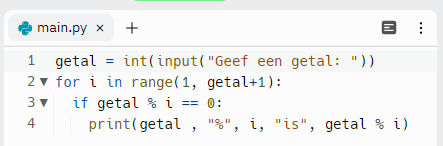 main.py × +
1 getal = int(input("Geef een getal: "))
2 for i in range(1, getal+1):
3   if getal % i == 0:
4     print(getal , "%", i, "is", getal % i)